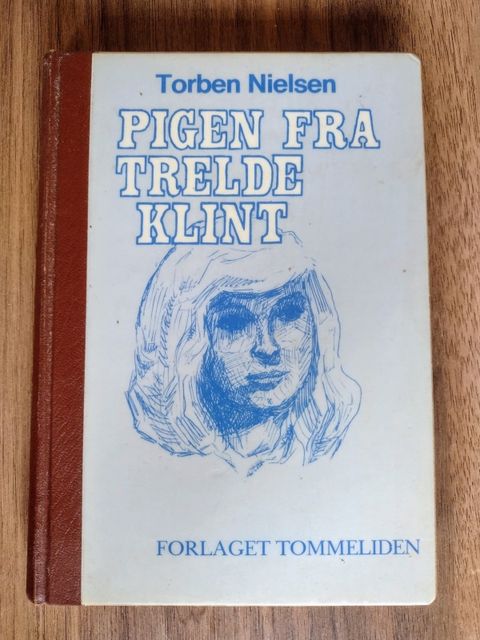 Torben Nielsen
PIGEN FRA
TRELDE
KLINT
FORLAGET TOMMELIDEN